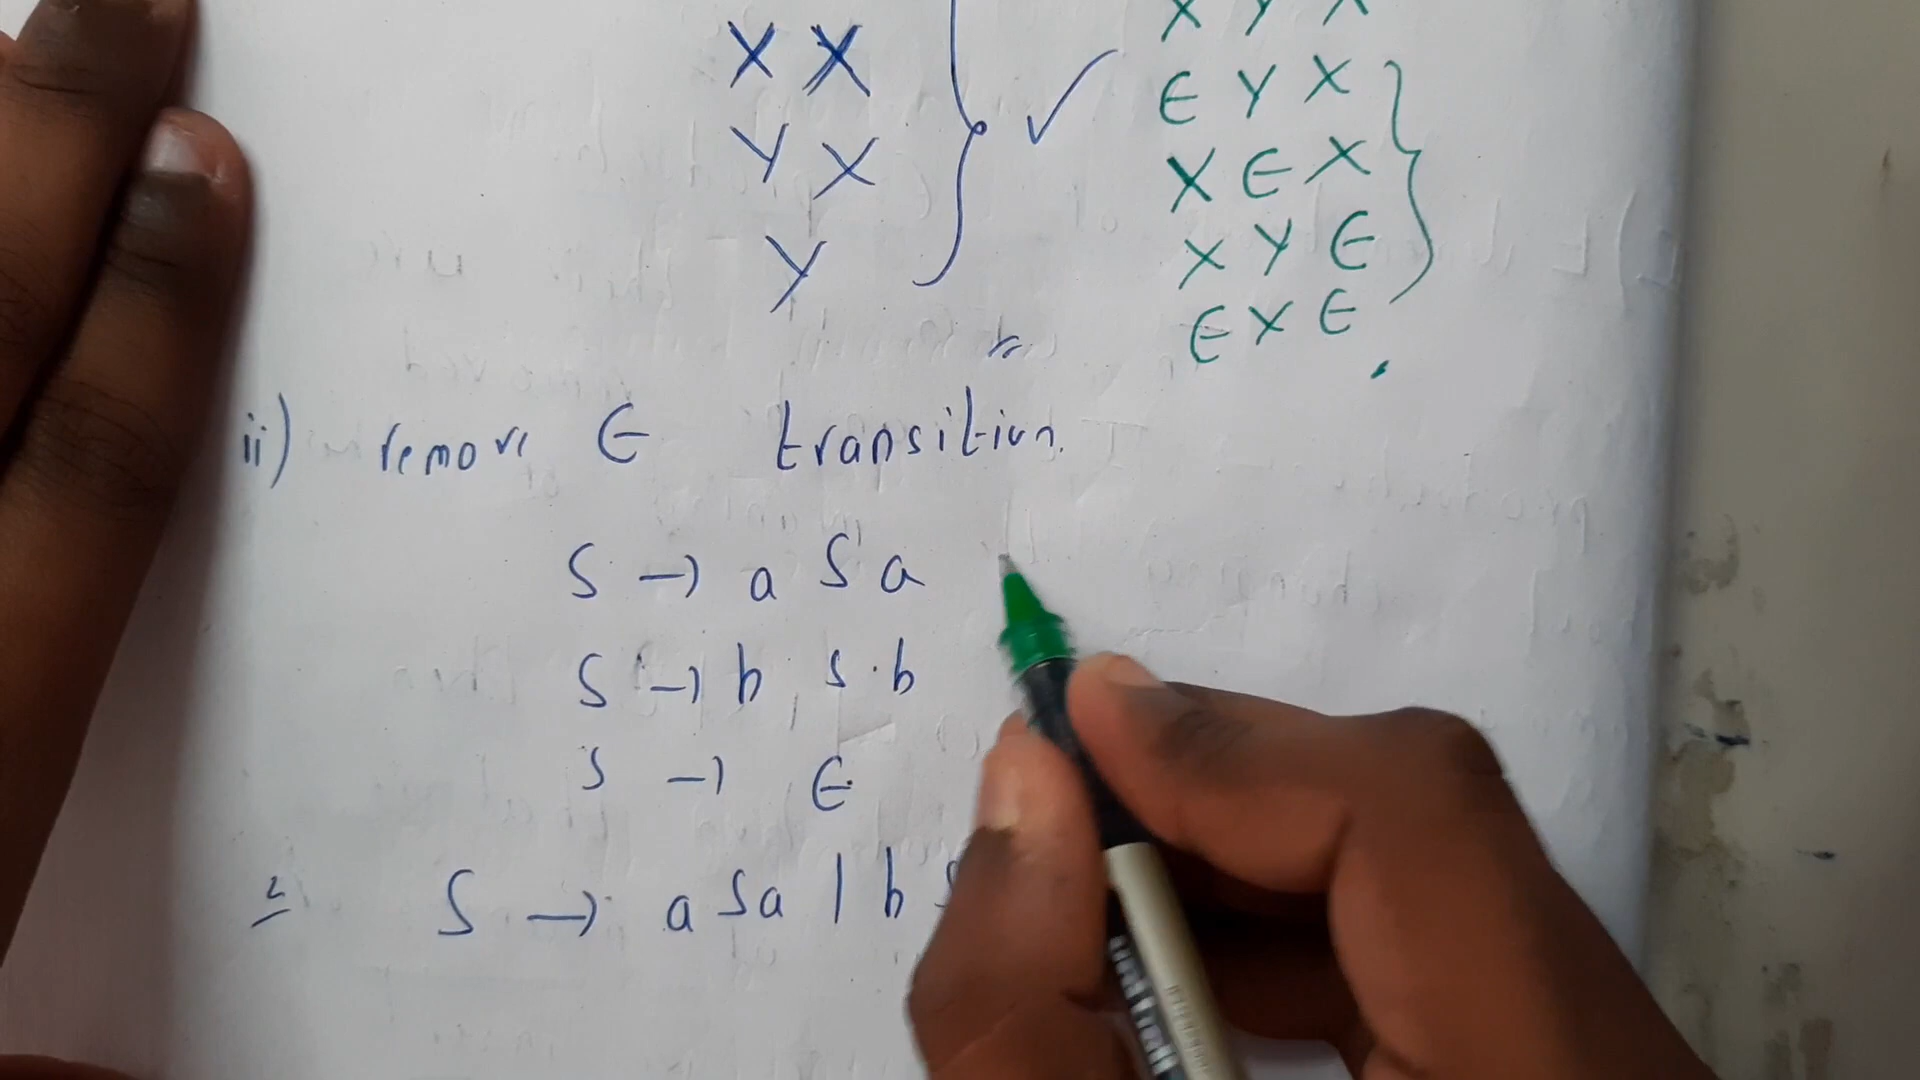 X X
Y X
Y
X Y X
∈ Y X
X ∈ X
X Y ∈
∈ X ∈
ii) remove ∈ transition.
S → a S a
S → b s . b
S → ∈
S → a S a | b